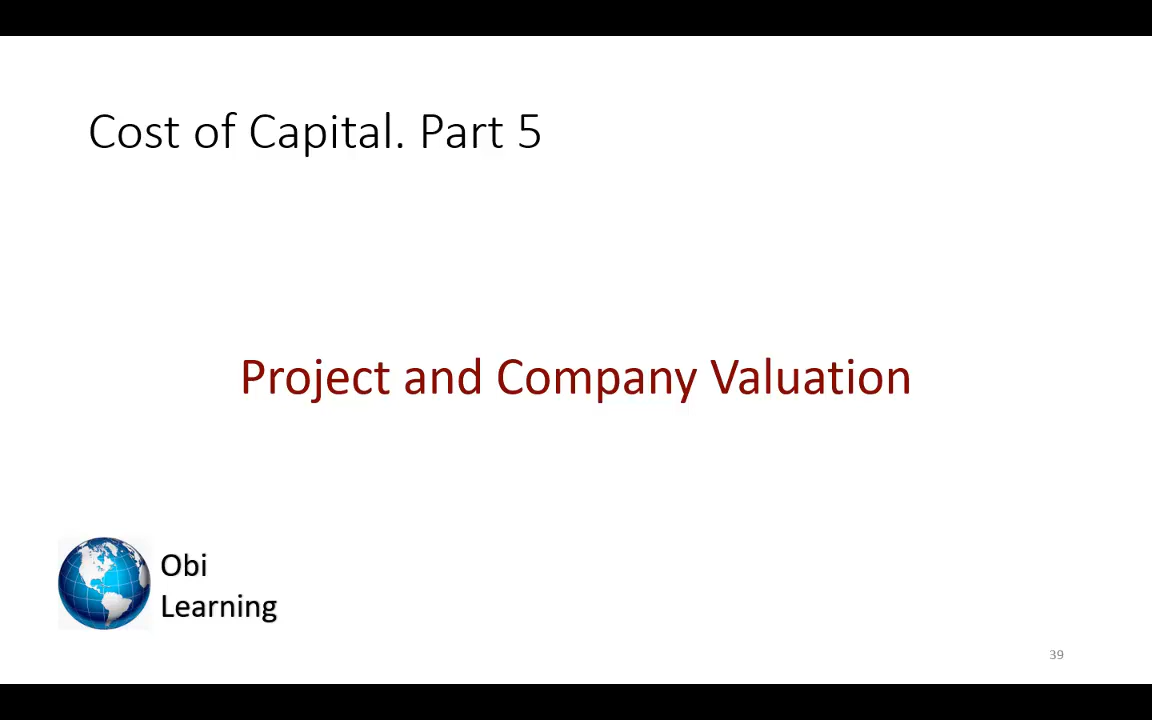 Cost of Capital. Part 5
Project and Company Valuation
Obi
Learning
39